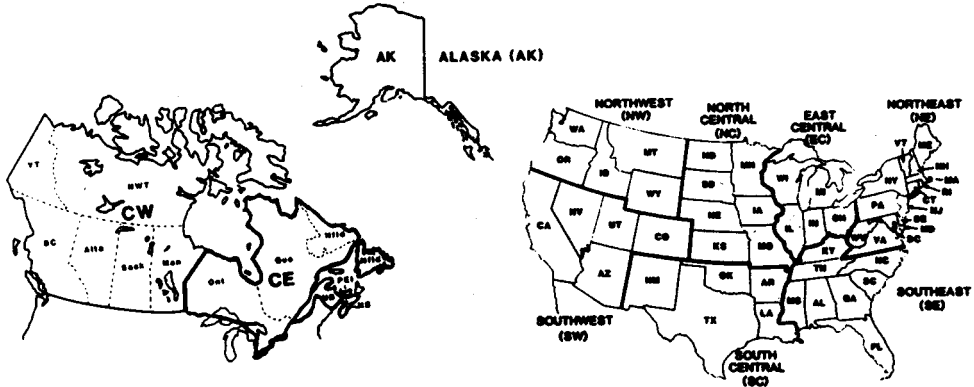 AK
ALASKA (AK)
NORTHWEST
(NW)
NORTH
CENTRAL
(NC)
EAST
CENTRAL
(EC)
NORTHEAST
(NE)
YT
NWT
CW
BC
Alta
Sask
Man
Ont
Que
CE
Nfld
PEI
NS
WA
OR
ID
MT
WY
ND
SD
NE
KS
MN
IA
MO
WI
MI
IL
IN
OH
KY
WV
VA
PA
NY
VT
ME
NH
MA
RI
CT
NJ
DE
MD
DC
CA
NV
UT
CO
AZ
NM
OK
TX
AR
LA
MS
AL
GA
TN
NC
SC
FL
SOUTHEAST
(SE)
SOUTHWEST
(SW)
SOUTH
CENTRAL
(SC)